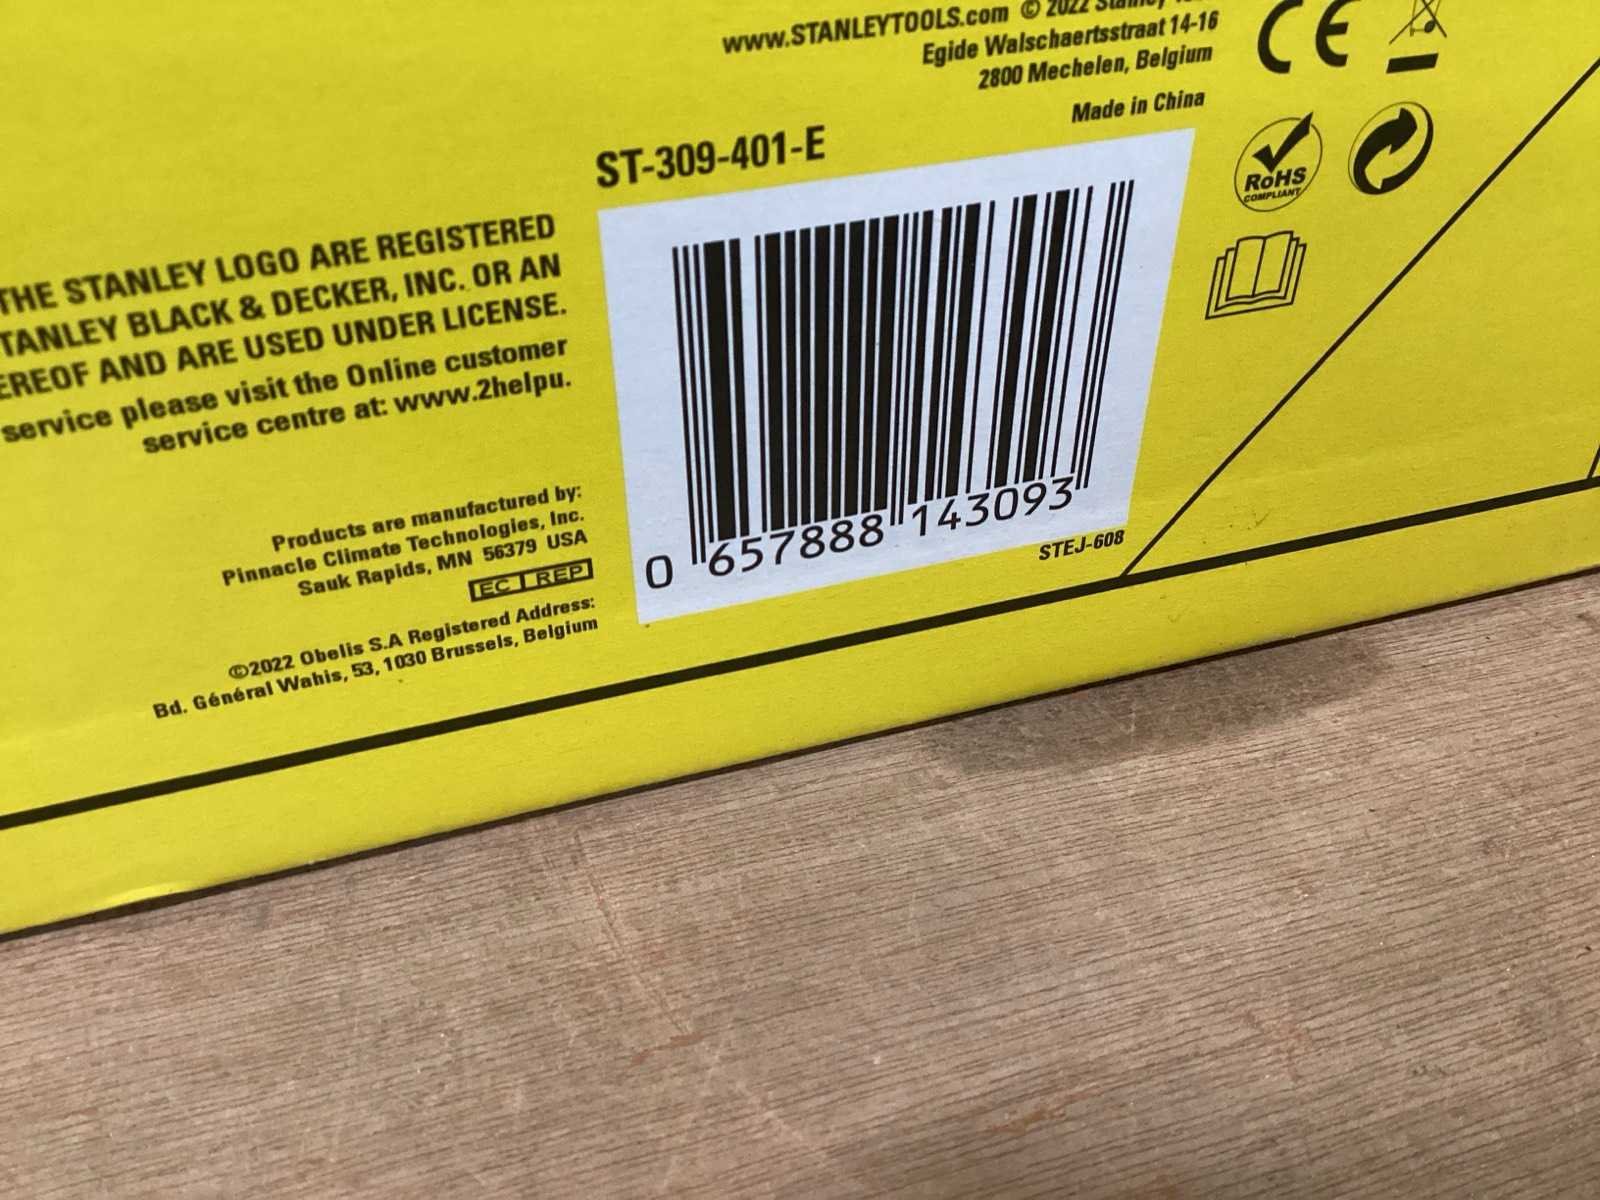 www.STANLEYTOOLS.com © 2022 Stanley
Egide Walschaertsstraat 14-16
2800 Mechelen, Belgium
Made in China
CE
RoHS
COMPLIANT
ST-309-401-E
THE STANLEY LOGO ARE REGISTERED
TANLEY BLACK & DECKER, INC. OR AN
EREOF AND ARE USED UNDER LICENSE.
service please visit the Online customer
service centre at: www.2helpu.
Products are manufactured by:
Pinnacle Climate Technologies, Inc.
Sauk Rapids, MN 56379 USA
EC REP
©2022 Obelis S.A Registered Address:
Bd. Général Wahis, 53, 1030 Brussels, Belgium
0 657888 143093
STEJ-608